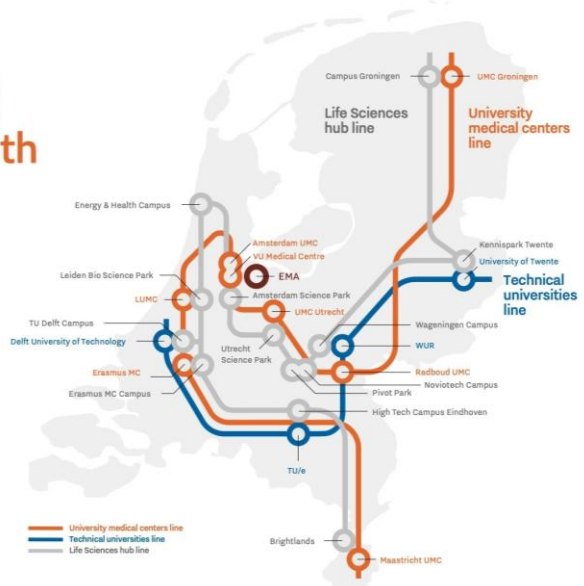 th
Campus Groningen
UMC Groningen
Life Sciences
hub line
University
medical centers
line
Energy & Health Campus
Amsterdam UMC
VU Medical Centre
Kennispark Twente
University of Twente
Leiden Bio Science Park
EMA
Technical
universities
line
LUMC
Amsterdam Science Park
UMC Utrecht
TU Delft Campus
Wageningen Campus
Delft University of Technology
Utrecht
Science Park
WUR
Erasmus MC
Radboud UMC
Noviotech Campus
Erasmus MC Campus
Pivot Park
High Tech Campus Eindhoven
TU/e
University medical centers line
Technical universities line
Life Sciences hub line
Brightlands
Maastricht UMC